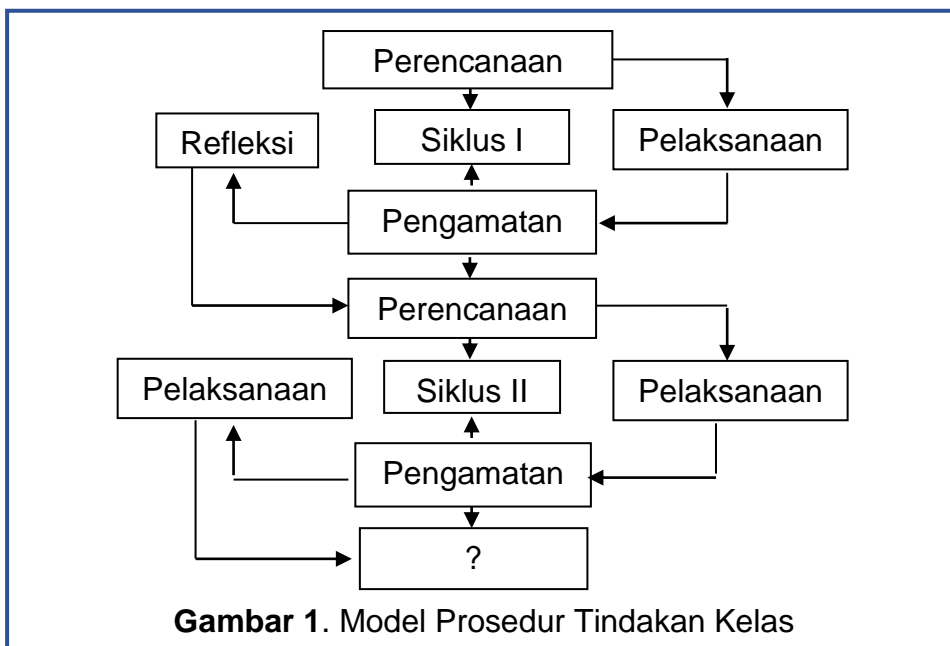 Perencanaan
Refleksi
Siklus I
Pelaksanaan
Pengamatan
Perencanaan
Pelaksanaan
Siklus II
Pelaksanaan
Pengamatan
?
Gambar 1. Model Prosedur Tindakan Kelas